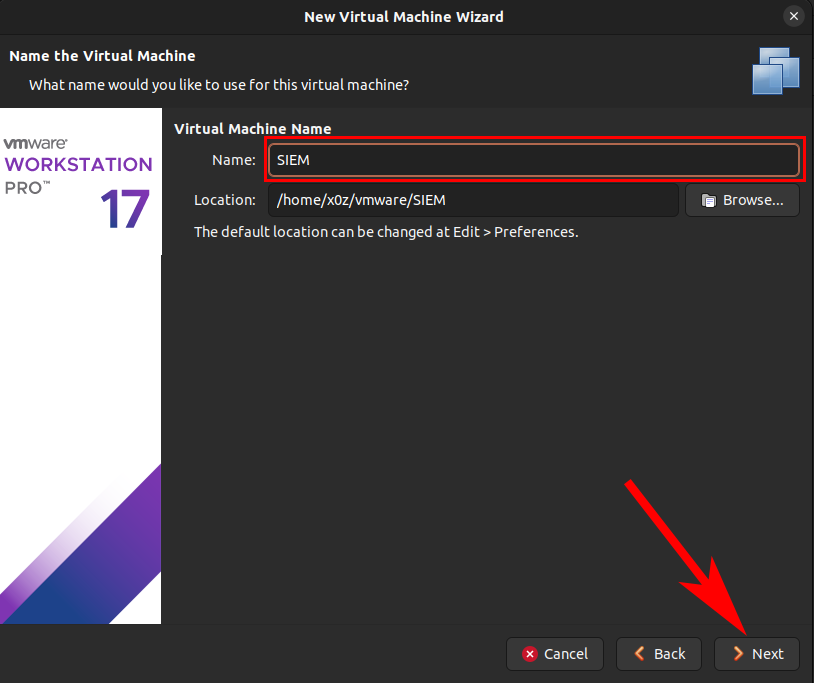 New Virtual Machine Wizard
Name the Virtual Machine
What name would you like to use for this virtual machine?
vmware®
WORKSTATION
PRO™
17
Virtual Machine Name
Name: SIEM
Location: /home/x0z/vmware/SIEM Browse...
The default location can be changed at Edit > Preferences.
Cancel Back Next